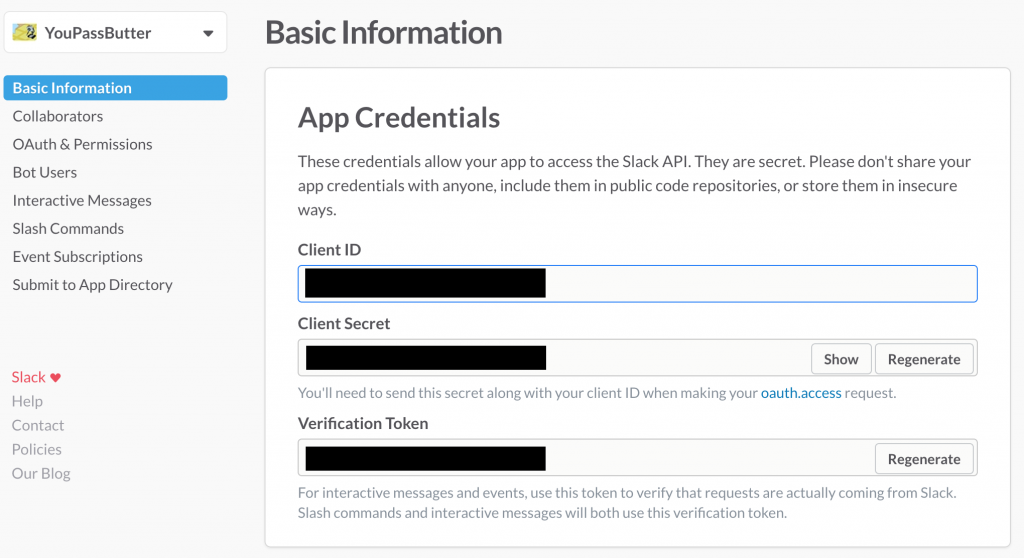 YouPassButter
Basic Information
Collaborators
OAuth & Permissions
Bot Users
Interactive Messages
Slash Commands
Event Subscriptions
Submit to App Directory
Slack
Help
Contact
Policies
Our Blog
Basic Information
App Credentials
These credentials allow your app to access the Slack API. They are secret. Please don't share your
app credentials with anyone, include them in public code repositories, or store them in insecure
ways.
Client ID
Client Secret
Show Regenerate
You'll need to send this secret along with your client ID when making your oauth.access request.
Verification Token
Regenerate
For interactive messages and events, use this token to verify that requests are actually coming from Slack.
Slash commands and interactive messages will both use this verification token.